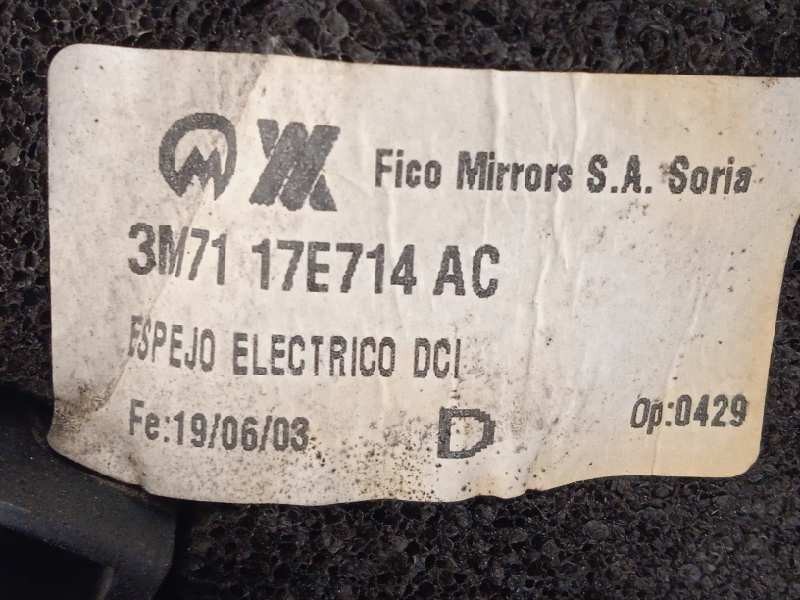 Fico Mirrors S.A. Soria
3M71 17E714 AC
ESPEJO ELECTRICO DCI
Fe:19/06/03
D
Op:0429